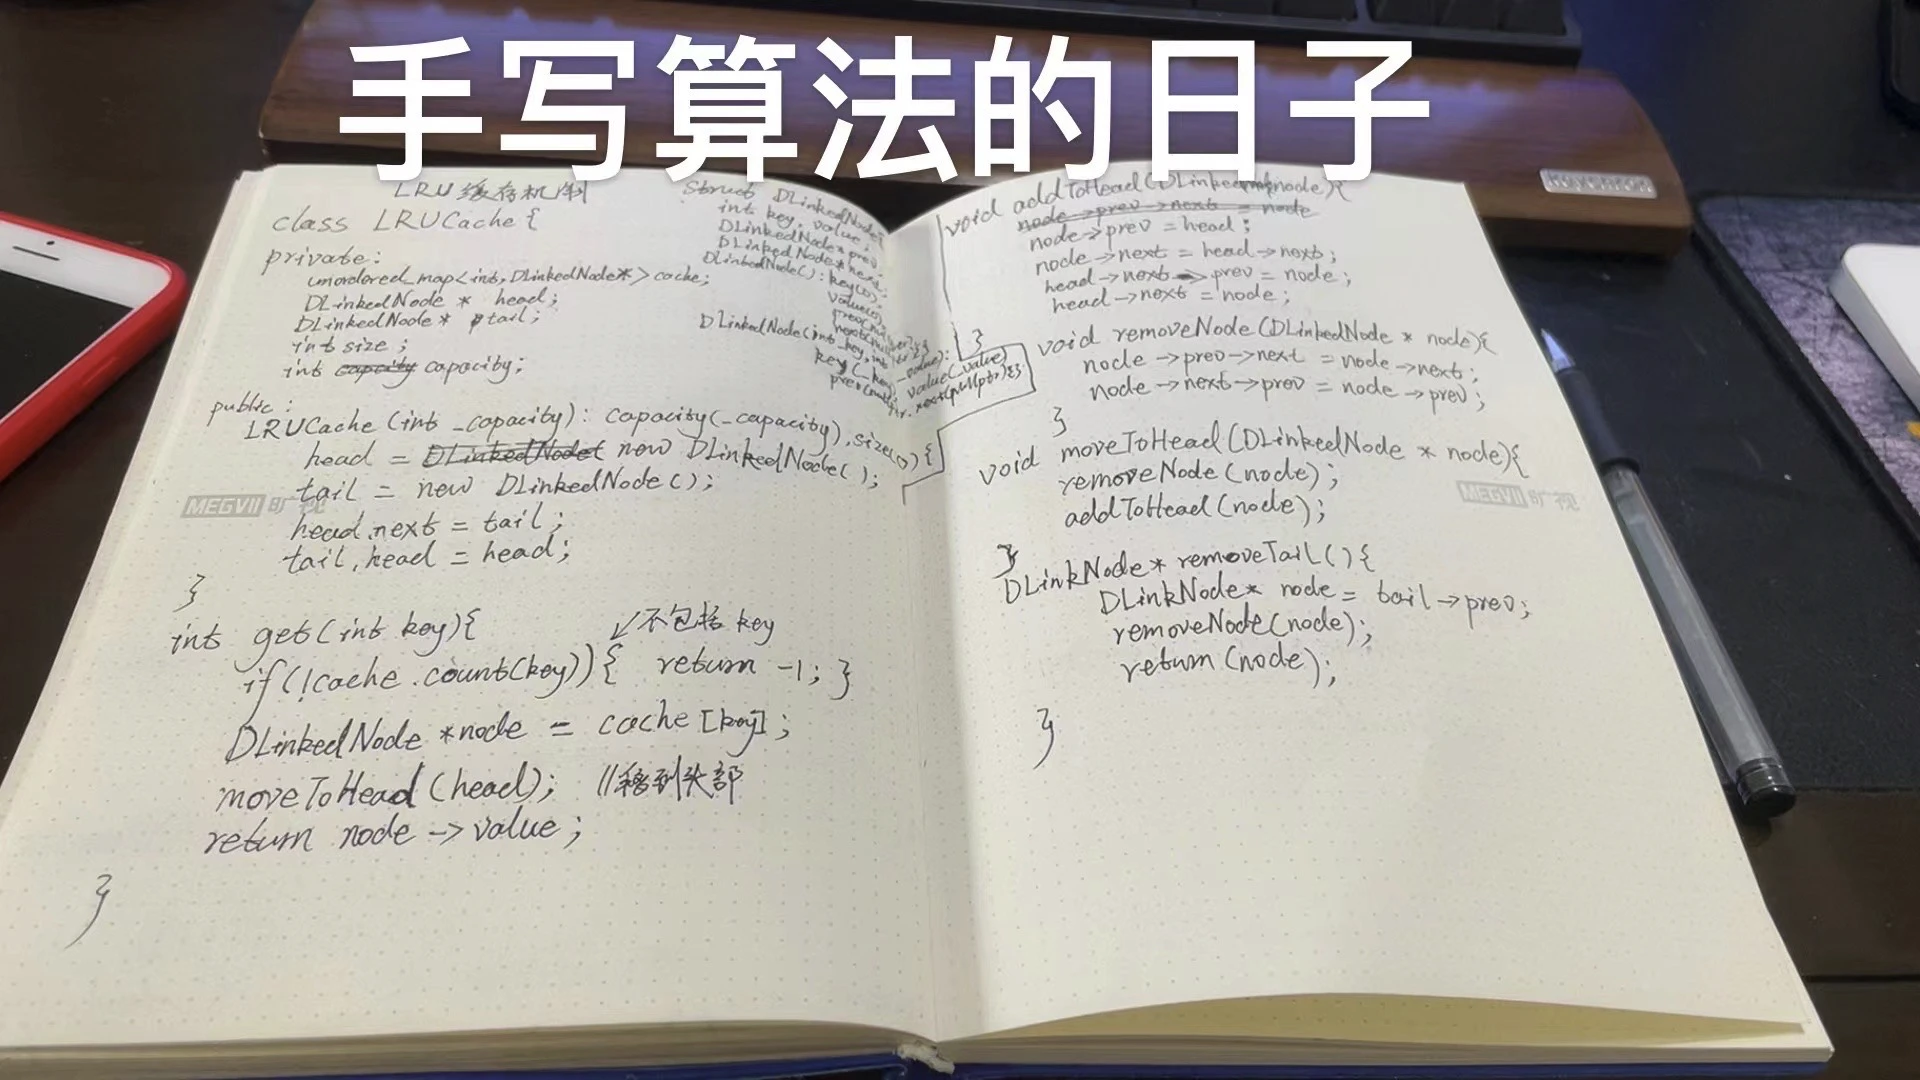 手写算法的日子
LRU缓存机制
class LRUCache {
private:
unordered_map<int, DLinkedNode*> cache;
DLinkedNode * head;
DLinkedNode * tail;
int size;
int capacity capacity;
public:
LRUCache (int _capacity): capacity(_capacity), size(0) {
head = DLinkedNode( new DLinkedNode();
tail = new DLinkedNode();
head.next = tail;
tail.head = head;
}
int get(int key){
↙不包括 key
if(!cache.count(key)){ return -1; }
DLinkedNode *node = cache[key];
moveToHead (head); //移到头部
return node -> value;
}
Struct DLinkedNode{
int key, value;
DLinkedNode* prev;
DLinkedNode* next;
DLinkedNode(): key(0),
value(0),
DLinkedNode(int _key, int _value):
key(_key), value(_value)
next(nullptr){};
void addToHead(DLinked node){
node->prev->next = node
node->prev = head;
node->next = head->next;
head->next->prev = node;
head->next = node;
}
void removeNode(DLinkedNode * node){
node->prev->next = node->next;
node->next->prev = node->prev;
}
void moveToHead(DLinkedNode * node){
removeNode(node);
addToHead(node);
}
DLinkNode* removeTail(){
DLinkNode* node = tail->prev;
removeNode(node);
return(node);
}
MEGVII 旷视
MEGVII 旷视
Keychron